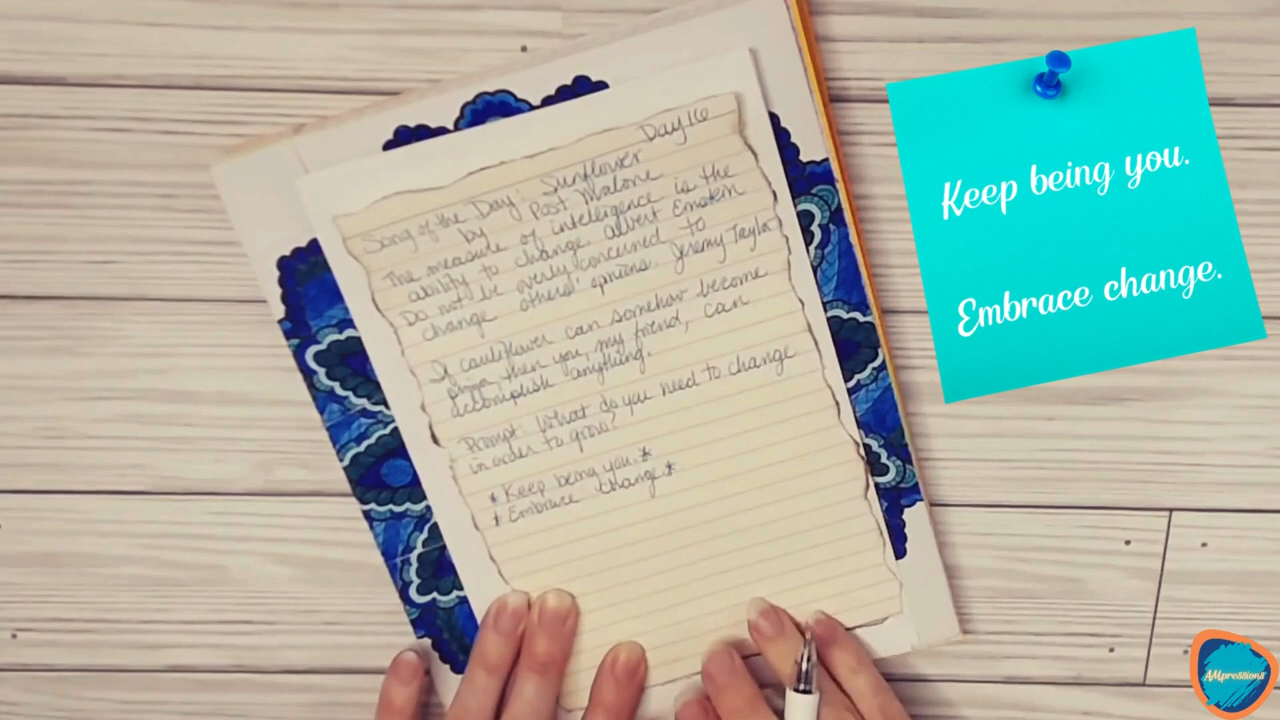 Day 16
Song of the Day: Sunflower
by Post Malone
The measure of intelligence is the
ability to change. Albert Einstein
Do not be overly concerned to
change others' opinions. Jeremy Taylor
If cauliflower can somehow become
pizza, then you, my friend, can
accomplish anything.
Prompt: What do you need to change
in order to grow?
* Keep being you.*
* Embrace change.*
Keep being you.
Embrace change.
AMpressions